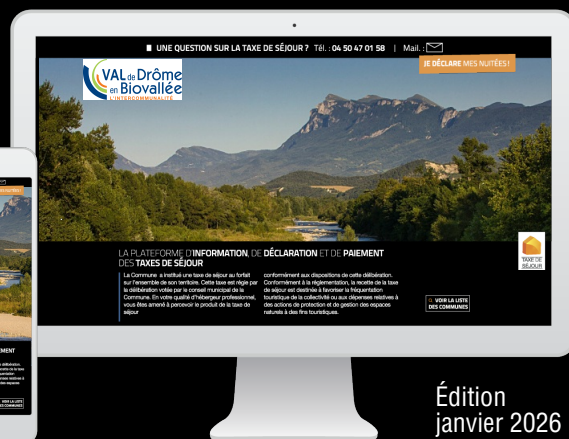 UNE QUESTION SUR LA TAXE DE SÉJOUR ? Tél. : 04 50 47 01 58 | Mail. :
JE DÉCLARE MES NUITÉES !
VAL de Drôme
en Biovallée
L'INTERCOMMUNALITÉ
LA PLATEFORME D'INFORMATION, DE DÉCLARATION ET DE PAIEMENT
DES TAXES DE SÉJOUR
La Commune a institué une taxe de séjour au forfait
sur l'ensemble de son territoire. Cette taxe est régie par
la délibération votée par le conseil municipal de la
Commune. En votre qualité d'hébergeur professionnel,
vous êtes amené à percevoir le produit de la taxe de
séjour
conformément aux dispositions de cette délibération.
Conformément à la réglementation, la recette de la taxe
de séjour est destinée à favoriser la fréquentation
touristique de la collectivité ou aux dépenses relatives à
des actions de protection et de gestion des espaces
naturels à des fins touristiques.
TAXE DE
SÉJOUR
VOIR LA LISTE
DES COMMUNES
Édition
janvier 2026